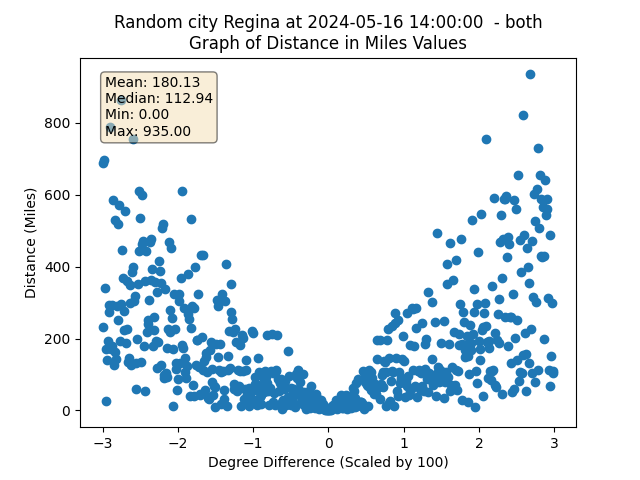 Random city Regina at 2024-05-16 14:00:00  - both
Graph of Distance in Miles Values
Mean: 180.13
Median: 112.94
Min: 0.00
Max: 935.00
Distance (Miles)
800
600
400
200
0
−3
−2
−1
0
1
2
3
Degree Difference (Scaled by 100)